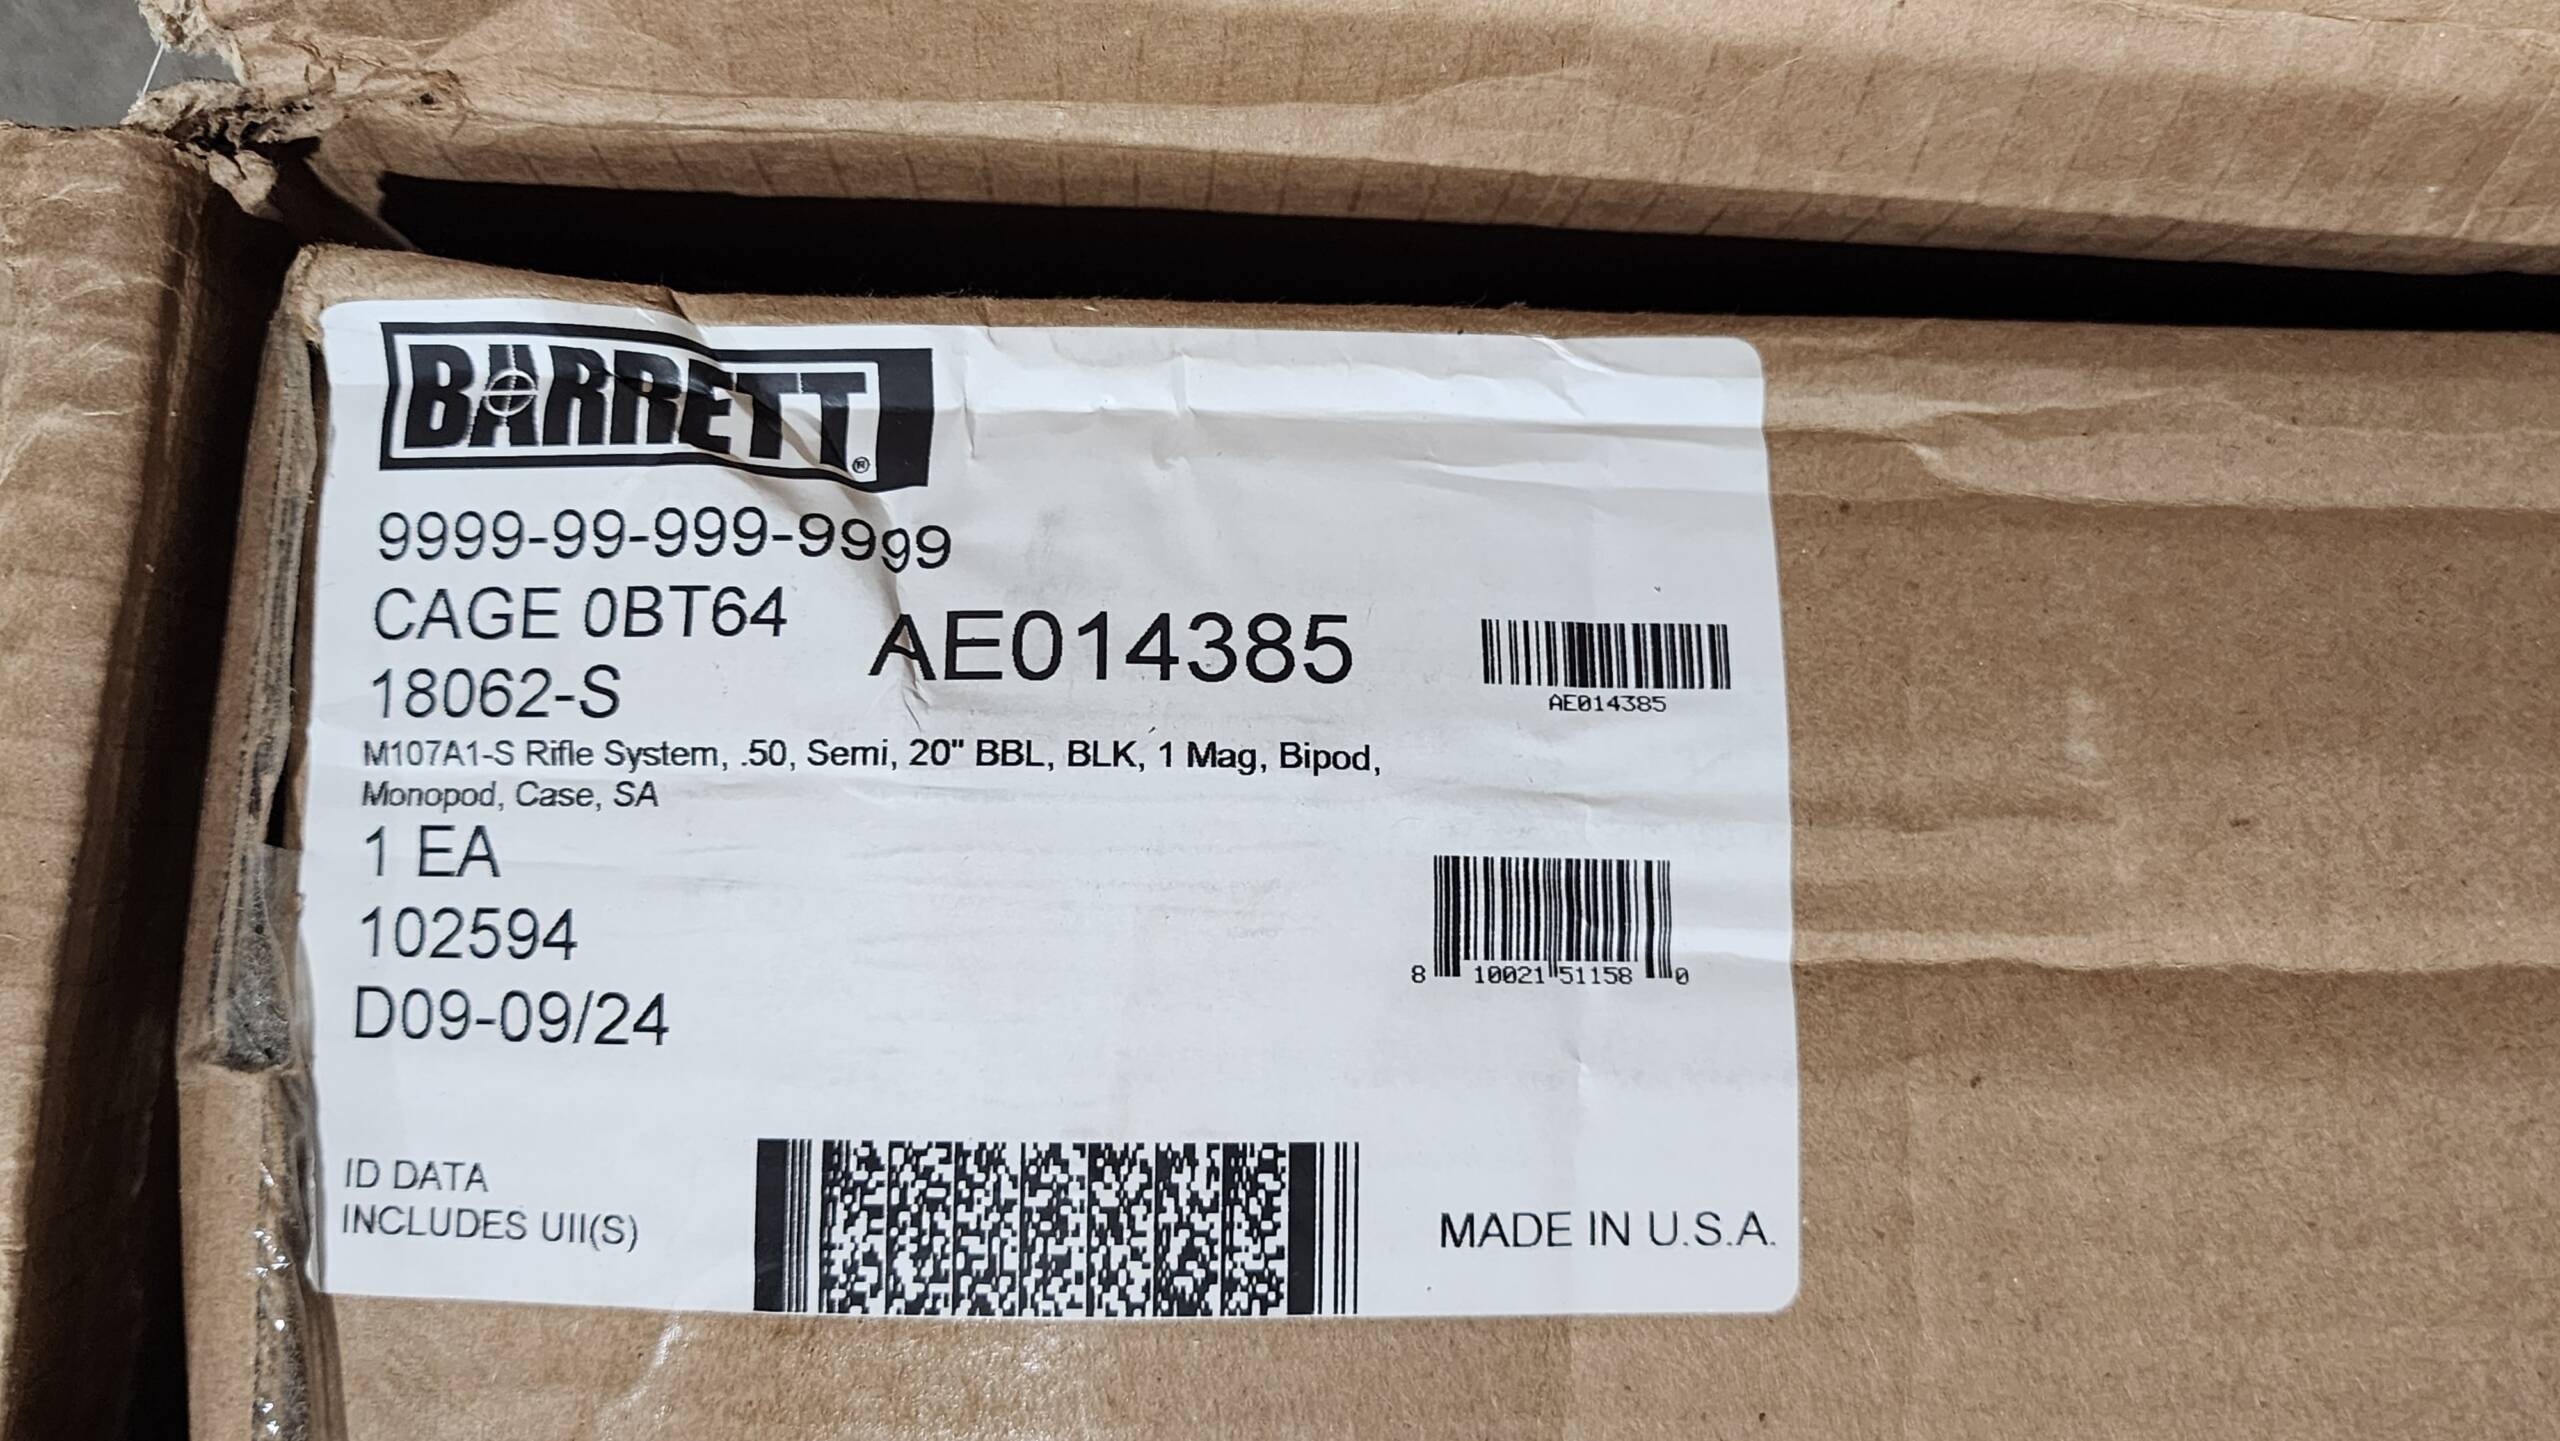 BARRETT®
9999-99-999-9999
CAGE 0BT64
AE014385
AE014385
18062-S
M107A1-S Rifle System, .50, Semi, 20" BBL, BLK, 1 Mag, Bipod,
Monopod, Case, SA
1 EA
102594
8 10021 51158 0
D09-09/24
ID DATA
INCLUDES UII(S)
MADE IN U.S.A.